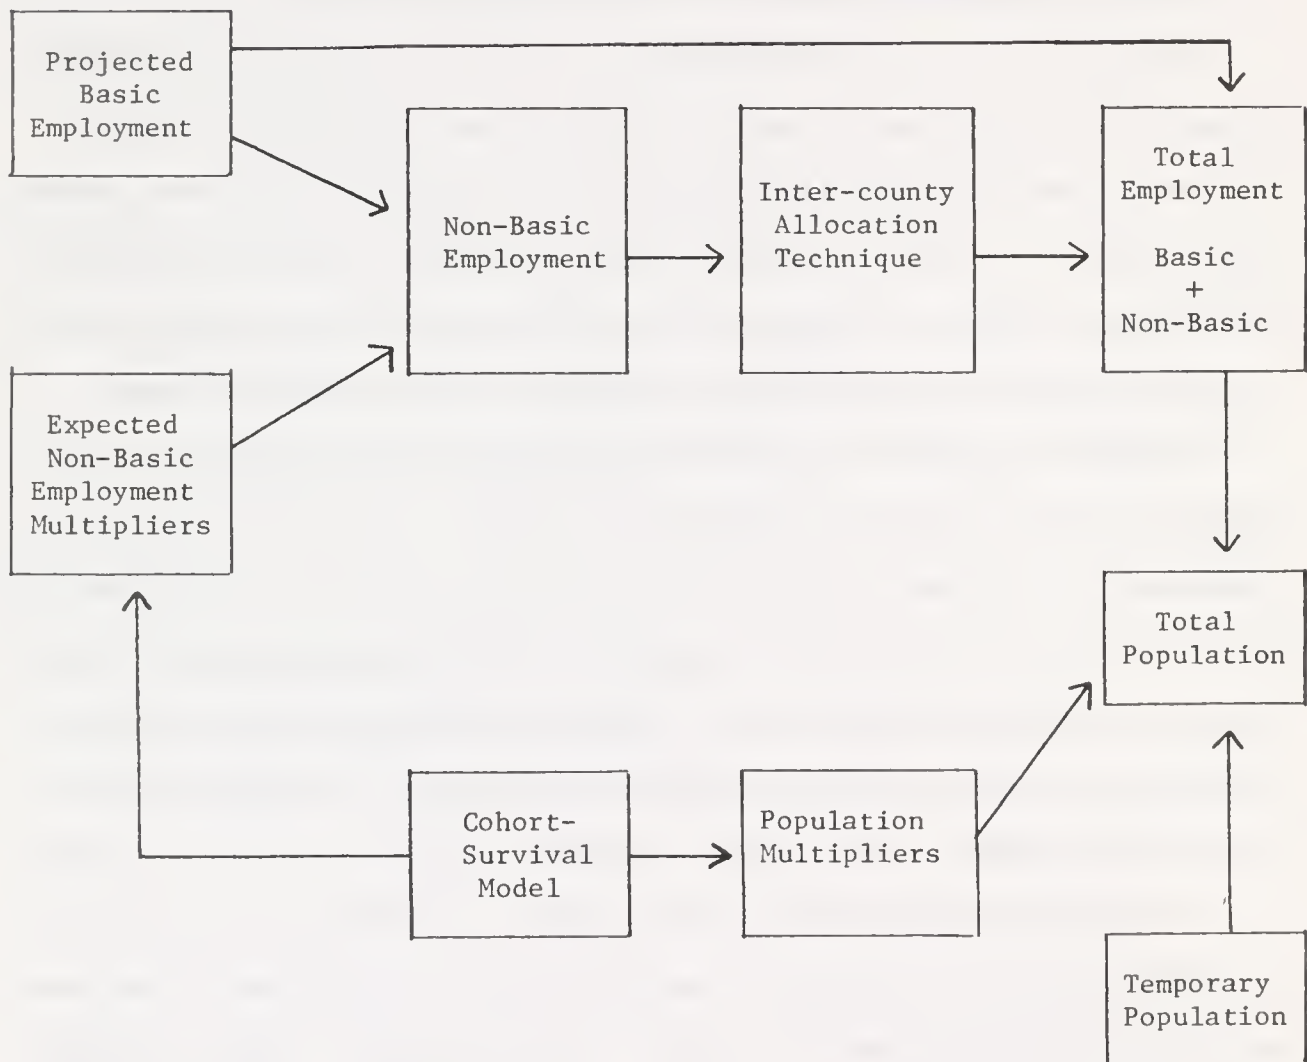 Projected
Basic
Employment
Non-Basic
Employment
Inter-county
Allocation
Technique
Total
Employment
Basic
+
Non-Basic
Expected
Non-Basic
Employment
Multipliers
Total
Population
Cohort-
Survival
Model
Population
Multipliers
Temporary
Population